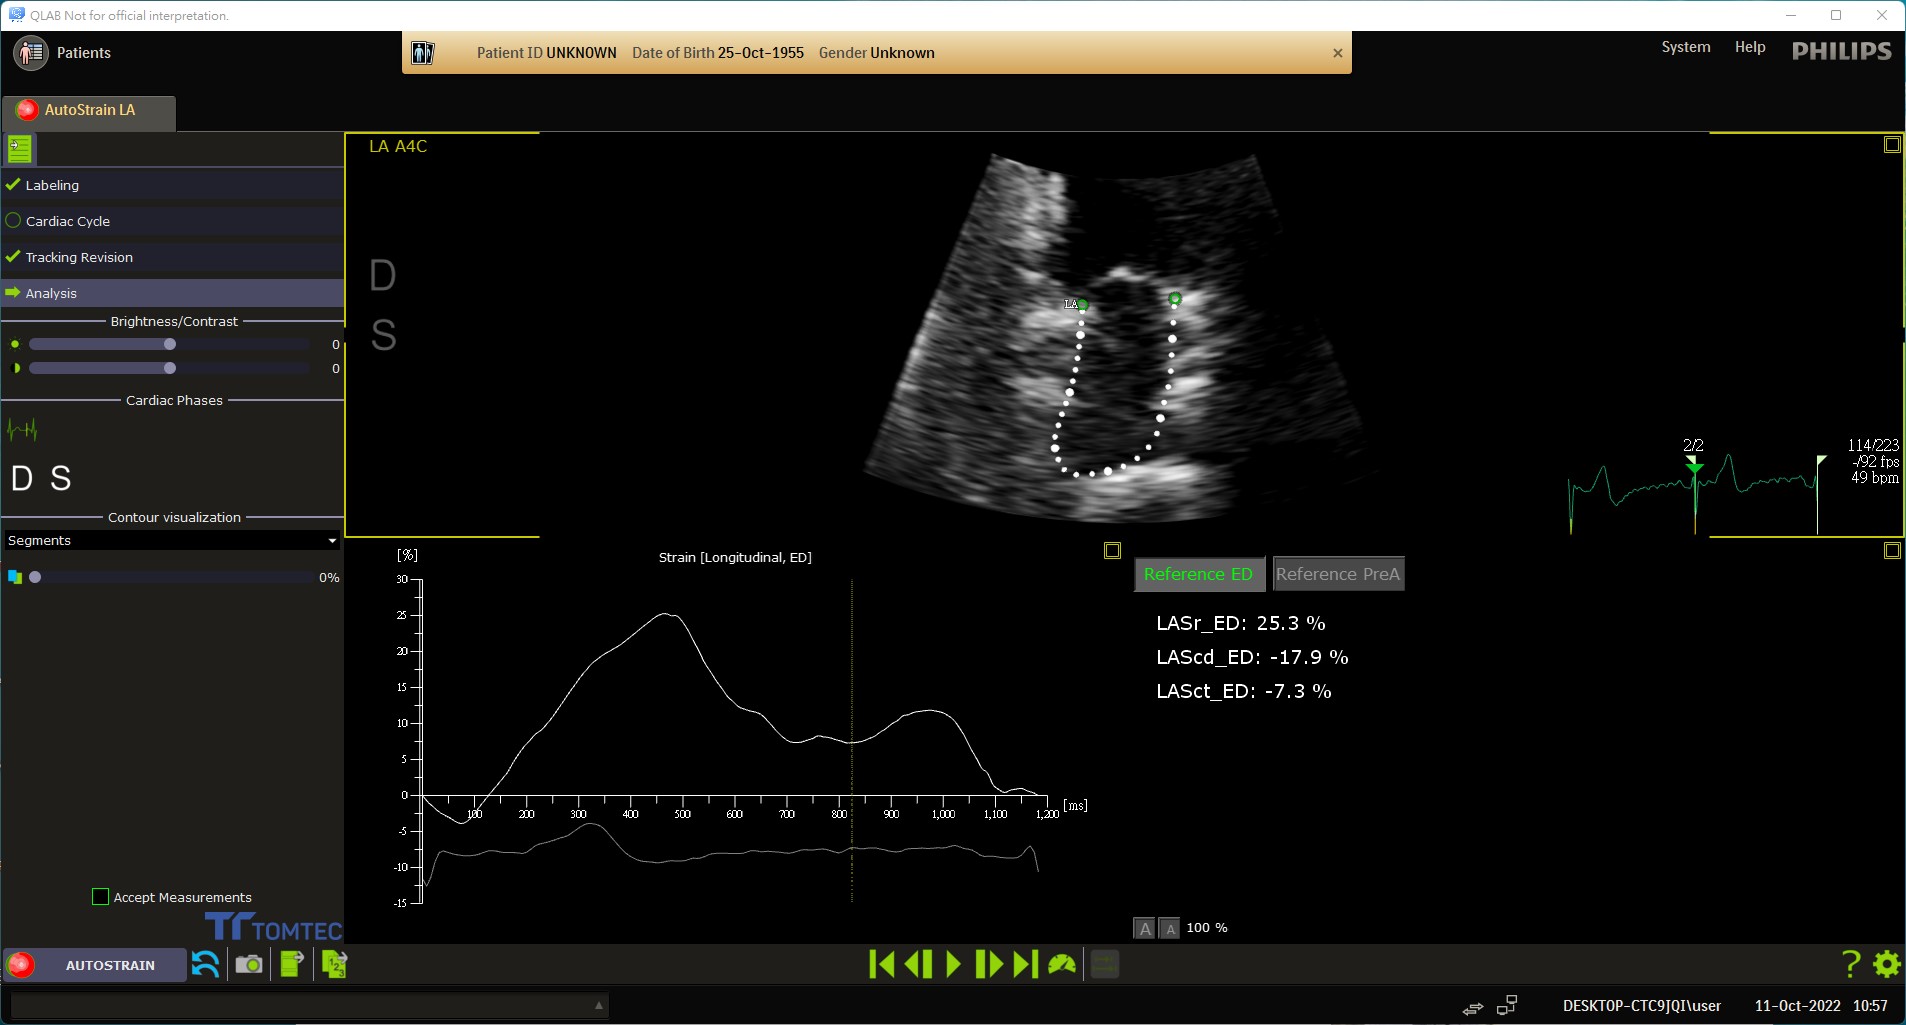 QLAB Not for official interpretation.
Patients
Patient ID UNKNOWN Date of Birth 25-Oct-1955 Gender Unknown
System Help PHILIPS
AutoStrain LA
Labeling
Cardiac Cycle
Tracking Revision
Analysis
Brightness/Contrast
0
0
Cardiac Phases
D S
Contour visualization
Segments
0%
Accept Measurements
TOMTEC
LA A4C
D
S
LA
2/2
114/223
-/92 fps
49 bpm
[%]
Strain [Longitudinal, ED]
30
25
20
15
10
5
0
-5
-10
-15
100 200 300 400 500 600 700 800 900 1,000 1,100 1,200 [ms]
Reference ED Reference PreA
LASr_ED: 25.3 %
LAScd_ED: -17.9 %
LASct_ED: -7.3 %
A A 100 %
AUTOSTRAIN
123
?
DESKTOP-CTC9JQI\user 11-Oct-2022 10:57